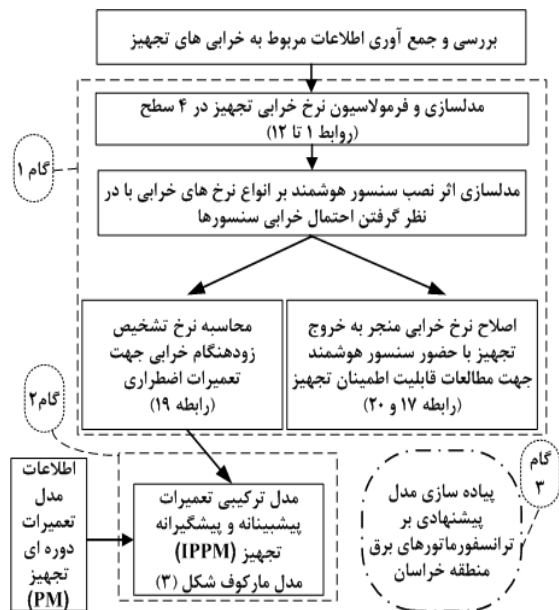 بررسی و جمع آوری اطلاعات مربوط به خرابی های تجهیز
مدلسازی و فرمولاسیون نرخ خرابی تجهیز در ۴ سطح
(روابط ۱ تا ۱۲)
گام ۱
مدلسازی اثر نصب سنسور هوشمند بر انواع نرخ های خرابی با در
نظر گرفتن احتمال خرابی سنسورها
اصلاح نرخ خرابی منجر به خروج
تجهیز با حضور سنسور هوشمند
جهت مطالعات قابلیت اطمینان تجهیز
(رابطه ۱۷ و ۲۰)
محاسبه نرخ تشخیص
زودهنگام خرابی جهت
تعمیرات اضطراری
(رابطه ۱۹)
گام۲
مدل ترکیبی تعمیرات
پیشبینانه و پیشگیرانه
تجهیز (IPPM)
مدل مارکوف شکل (۳)
اطلاعات
مدل
تعمیرات
دوره ای
تجهیز
(PM)
گام
۳
پیاده سازی مدل
پیشنهادی بر
ترانسفورماتورهای برق
منطقه خراسان